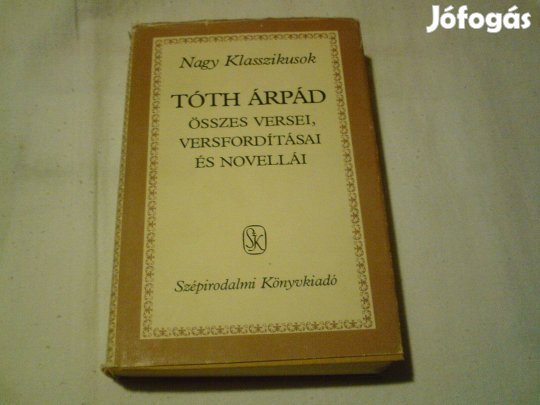 Jófogás
Nagy Klasszikusok
TÓTH ÁRPÁD
ÖSSZES VERSEI,
VERSFORDÍTÁSAI
ÉS NOVELLÁI
SzK
Szépirodalmi Könyvkiadó